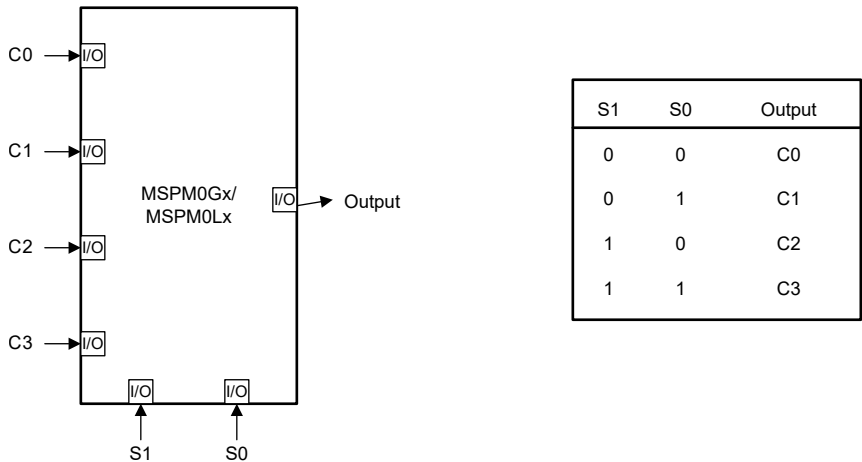 C0
I/O
C1
I/O
MSPM0Gx/
MSPM0Lx
I/O
Output
C2
I/O
C3
I/O
I/O
I/O
S1
S0
S1 S0 Output
0 0 C0
0 1 C1
1 0 C2
1 1 C3